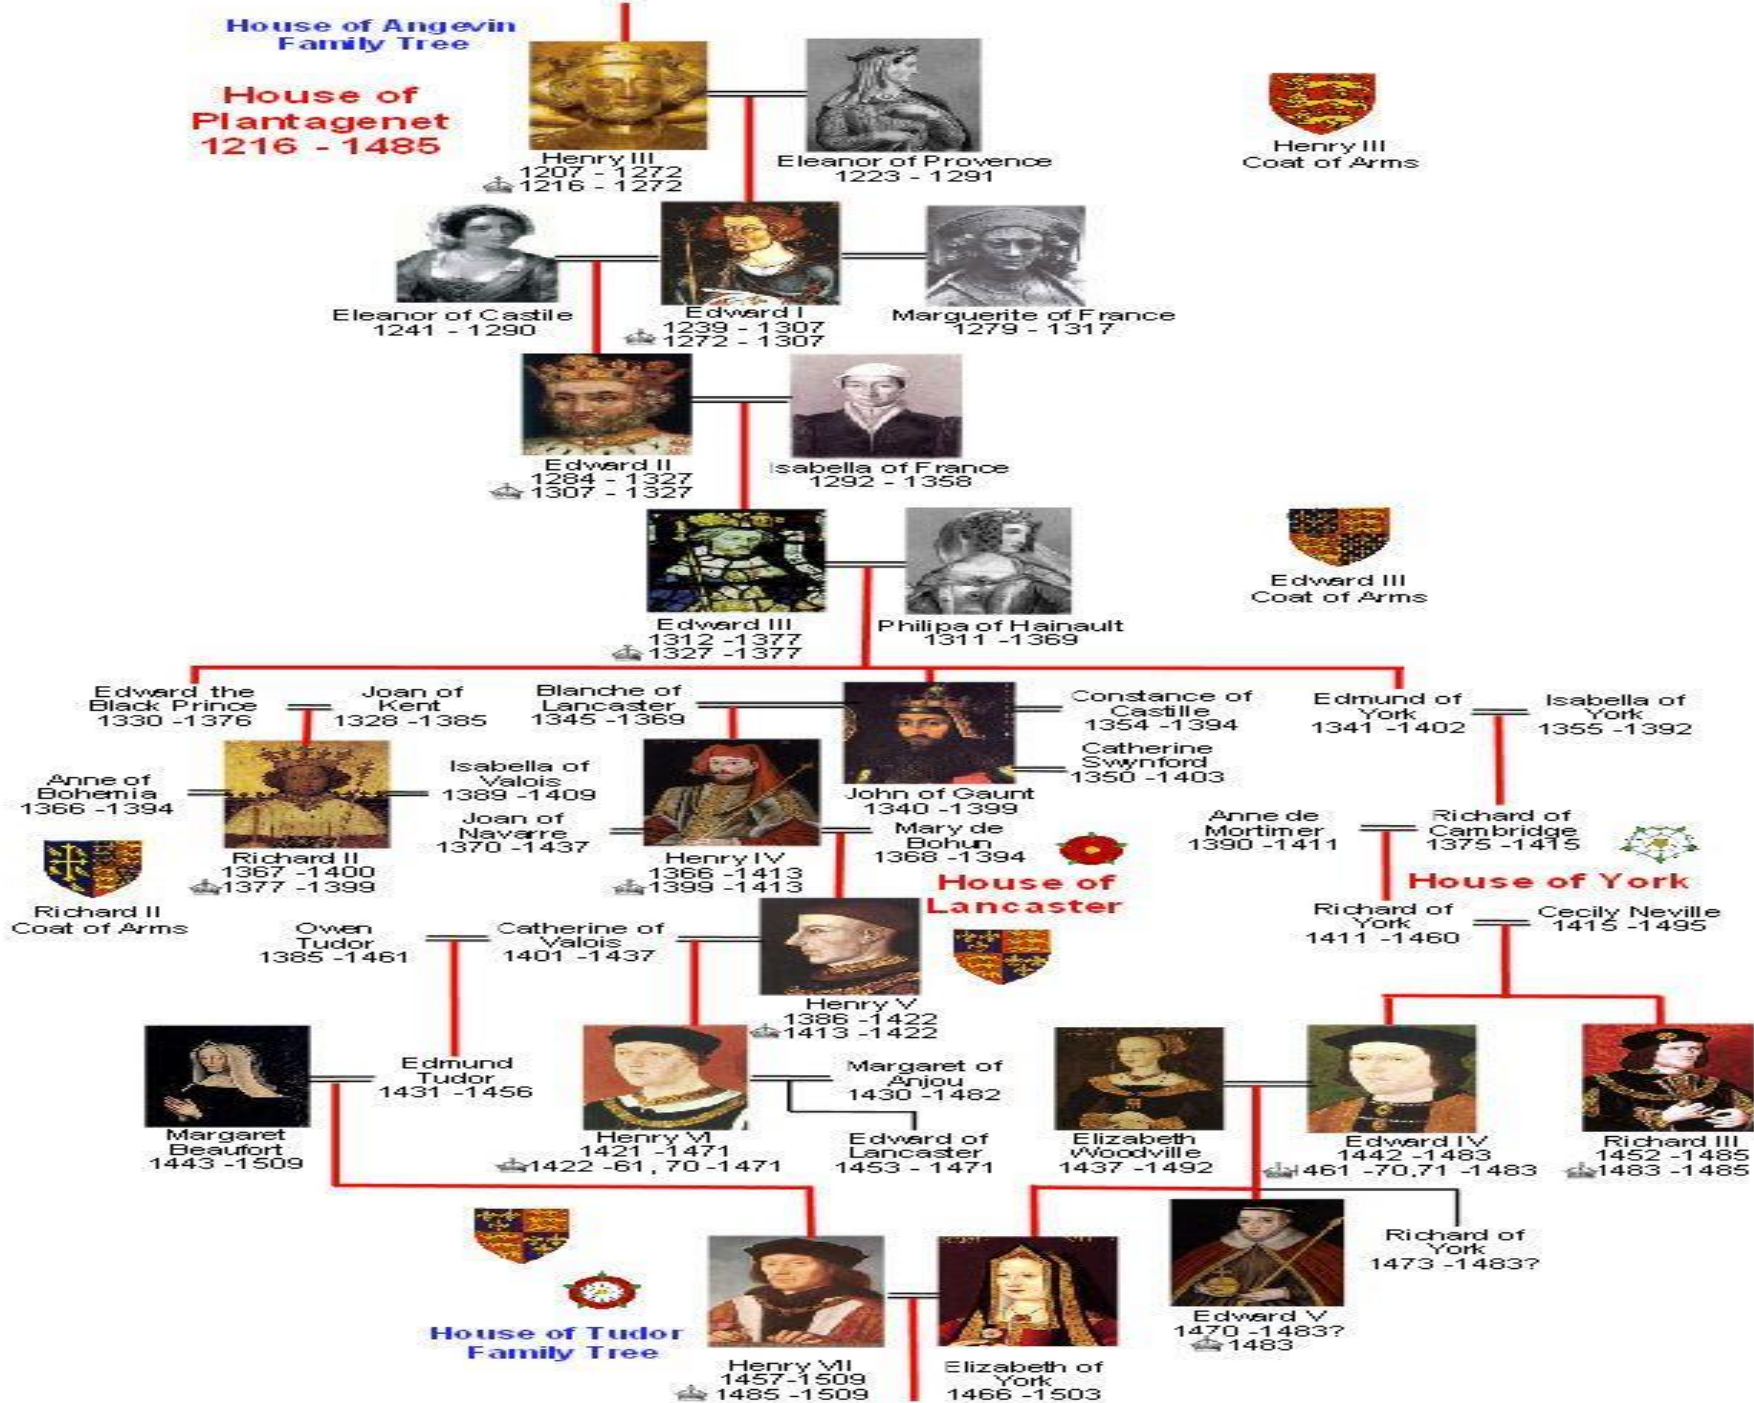 House of Angevin
Family Tree
House of
Plantagenet
1216 - 1485
Henry III
1207 - 1272
1216 - 1272
Eleanor of Provence
1223 - 1291
Henry III
Coat of Arms
Eleanor of Castile
1241 - 1290
Edward I
1239 - 1307
1272 - 1307
Marguerite of France
1279 - 1317
Edward II
1284 - 1327
1307 - 1327
Isabella of France
1292 - 1358
Edward III
1312 -1377
1327 -1377
Philipa of Hainault
1311 -1369
Edward III
Coat of Arms
Edward the
Black Prince
1330 -1376
Joan of
Kent
1328 -1385
Blanche of
Lancaster
1345 -1369
John of Gaunt
1340 -1399
Constance of
Castille
1354 -1394
Catherine
Swynford
1350 -1403
Edmund of
York
1341 -1402
Isabella of
York
1355 -1392
Anne of
Bohemia
1366 -1394
Richard II
1367 -1400
1377 -1399
Isabella of
Valois
1389 -1409
Joan of
Navarre
1370 -1437
Henry IV
1366 -1413
1399 -1413
Mary de
Bohun
1368 -1394
Anne de
Mortimer
1390 -1411
Richard of
Cambridge
1375 -1415
Richard II
Coat of Arms
House of
Lancaster
House of York
Owen
Tudor
1385 -1461
Catherine of
Valois
1401 -1437
Henry V
1386 -1422
1413 -1422
Richard of
York
1411 -1460
Cecily Neville
1415 -1495
Margaret
Beaufort
1443 -1509
Edmund
Tudor
1431 -1456
Henry VI
1421 -1471
1422 -61, 70 -1471
Margaret of
Anjou
1430 -1482
Edward of
Lancaster
1453 - 1471
Elizabeth
Woodville
1437 -1492
Edward IV
1442 -1483
1461 -70,71 -1483
Richard III
1452 -1485
1483 -1485
House of Tudor
Family Tree
Henry VII
1457-1509
1485 -1509
Elizabeth of
York
1466 -1503
Edward V
1470 -1483?
1483
Richard of
York
1473 -1483?